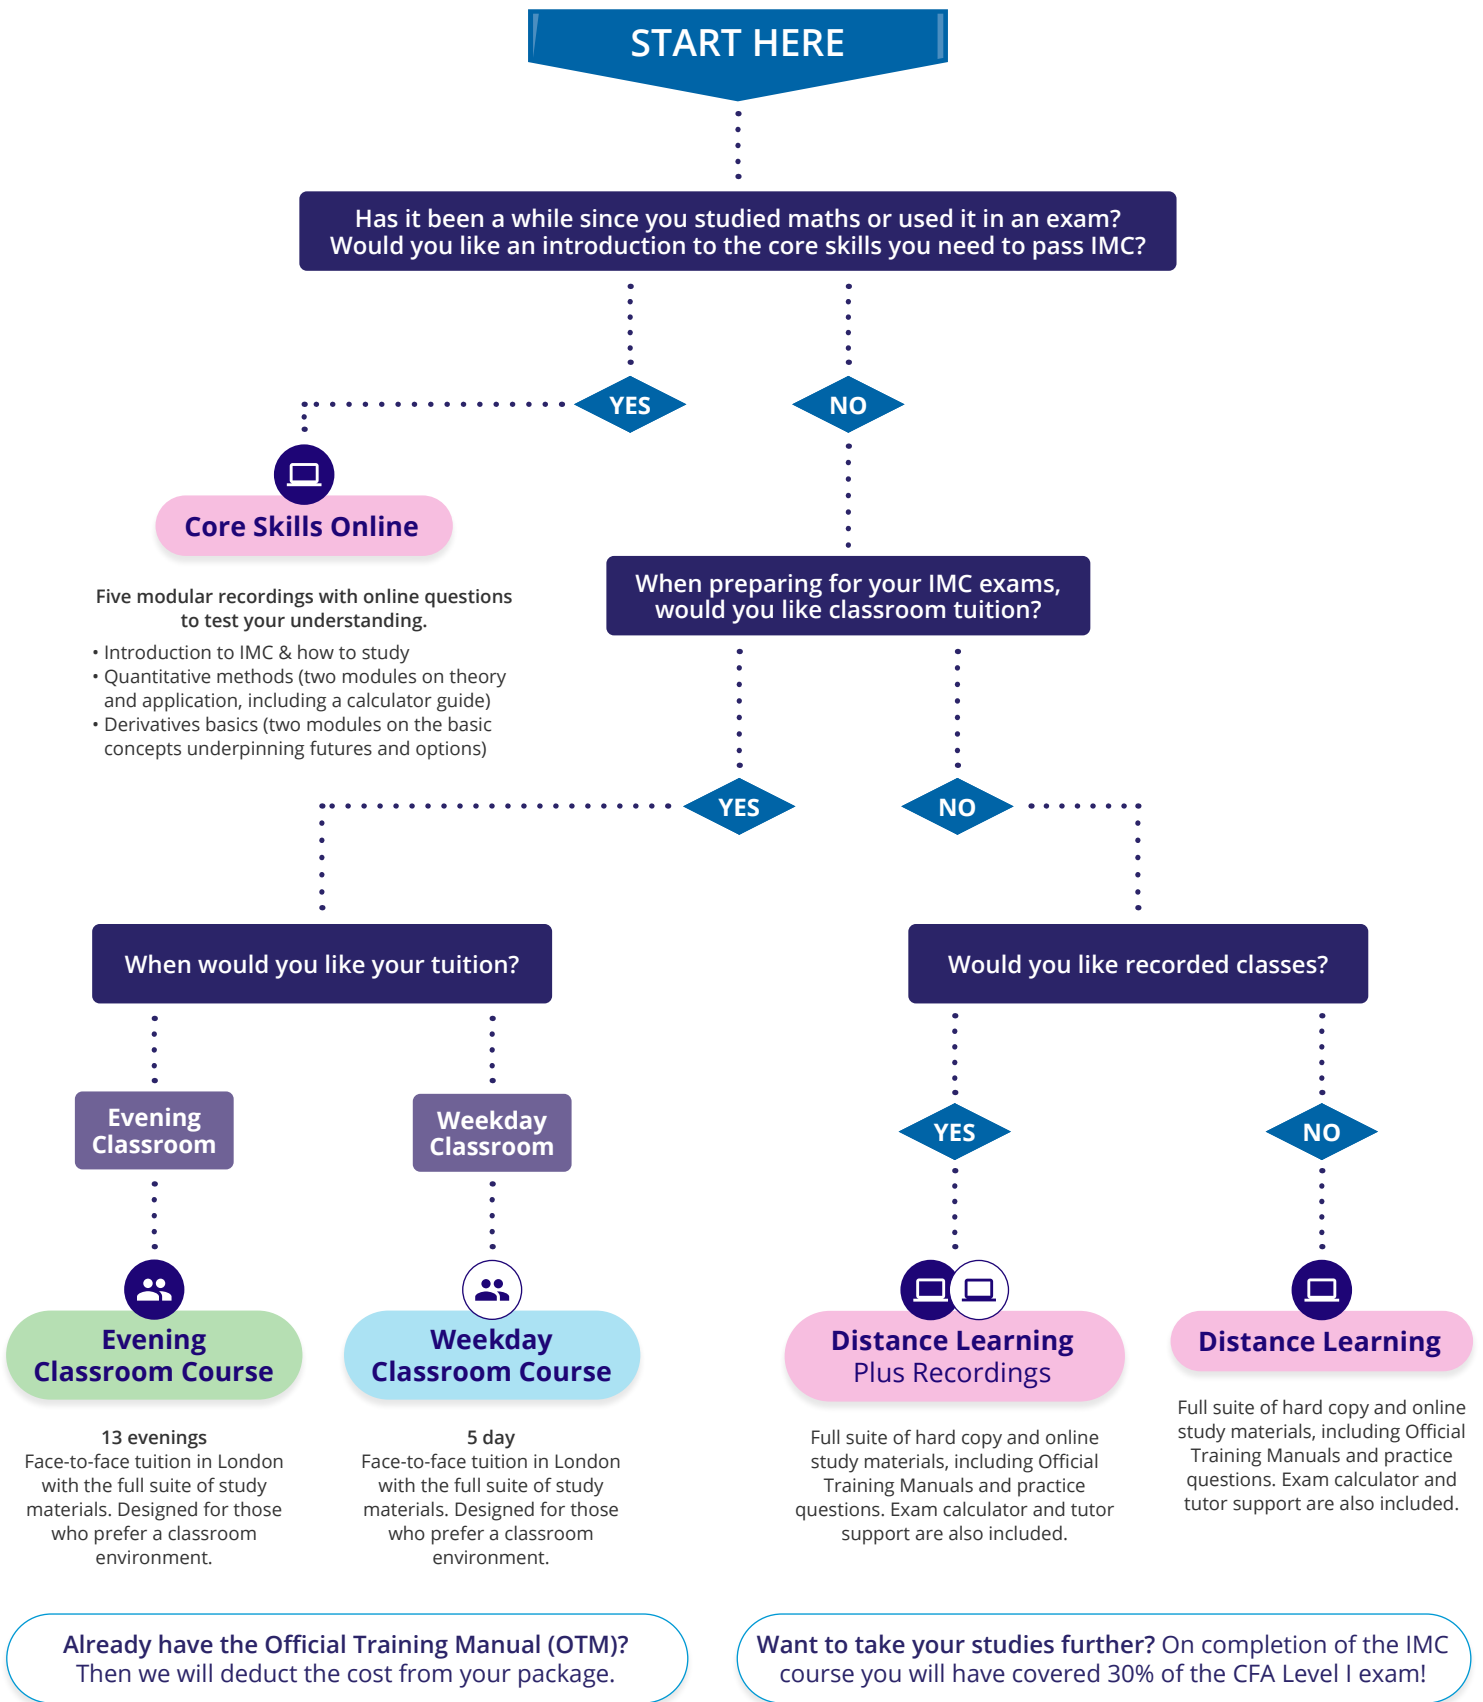 START HERE
Has it been a while since you studied maths or used it in an exam?
Would you like an introduction to the core skills you need to pass IMC?
YES
NO
Core Skills Online
Five modular recordings with online questions
to test your understanding.
• Introduction to IMC & how to study
• Quantitative methods (two modules on theory
and application, including a calculator guide)
• Derivatives basics (two modules on the basic
concepts underpinning futures and options)
When preparing for your IMC exams,
would you like classroom tuition?
YES
NO
When would you like your tuition?
Evening
Classroom
Weekday
Classroom
Evening
Classroom Course
13 evenings
Face-to-face tuition in London
with the full suite of study
materials. Designed for those
who prefer a classroom
environment.
Weekday
Classroom Course
5 day
Face-to-face tuition in London
with the full suite of study
materials. Designed for those
who prefer a classroom
environment.
Would you like recorded classes?
YES
NO
Distance Learning
Plus Recordings
Full suite of hard copy and online
study materials, including Official
Training Manuals and practice
questions. Exam calculator and tutor
support are also included.
Distance Learning
Full suite of hard copy and online
study materials, including Official
Training Manuals and practice
questions. Exam calculator and
tutor support are also included.
Already have the Official Training Manual (OTM)?
Then we will deduct the cost from your package.
Want to take your studies further? On completion of the IMC
course you will have covered 30% of the CFA Level I exam!